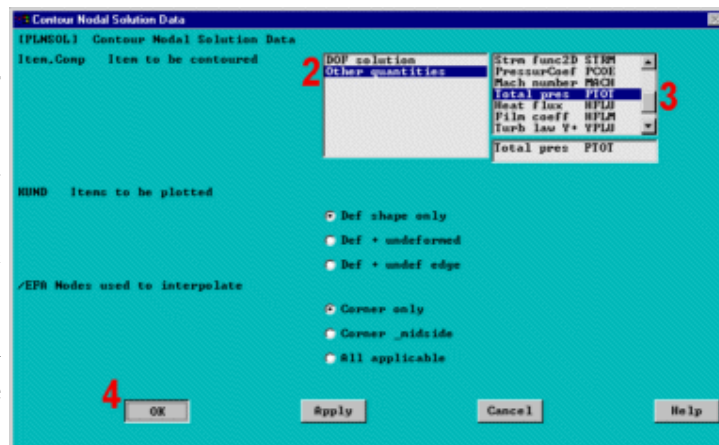 Contour Nodal Solution Data
[PLNSOL] Contour Nodal Solution Data
Item,Comp Item to be contoured
2
DOF solution
Other quantities
Strm func2D STRM
PressurCoef PCOE
Mach number MACH
Total pres PTOT
Heat flux HFLU
Film coeff HFLM
Turb law Y+ YPLU
3
Total pres PTOT
KUND Items to be plotted
Def shape only
Def + undeformed
Def + undef edge
/EFA Nodes used to interpolate
Corner only
Corner _midside
All applicable
4
OK Apply Cancel Help